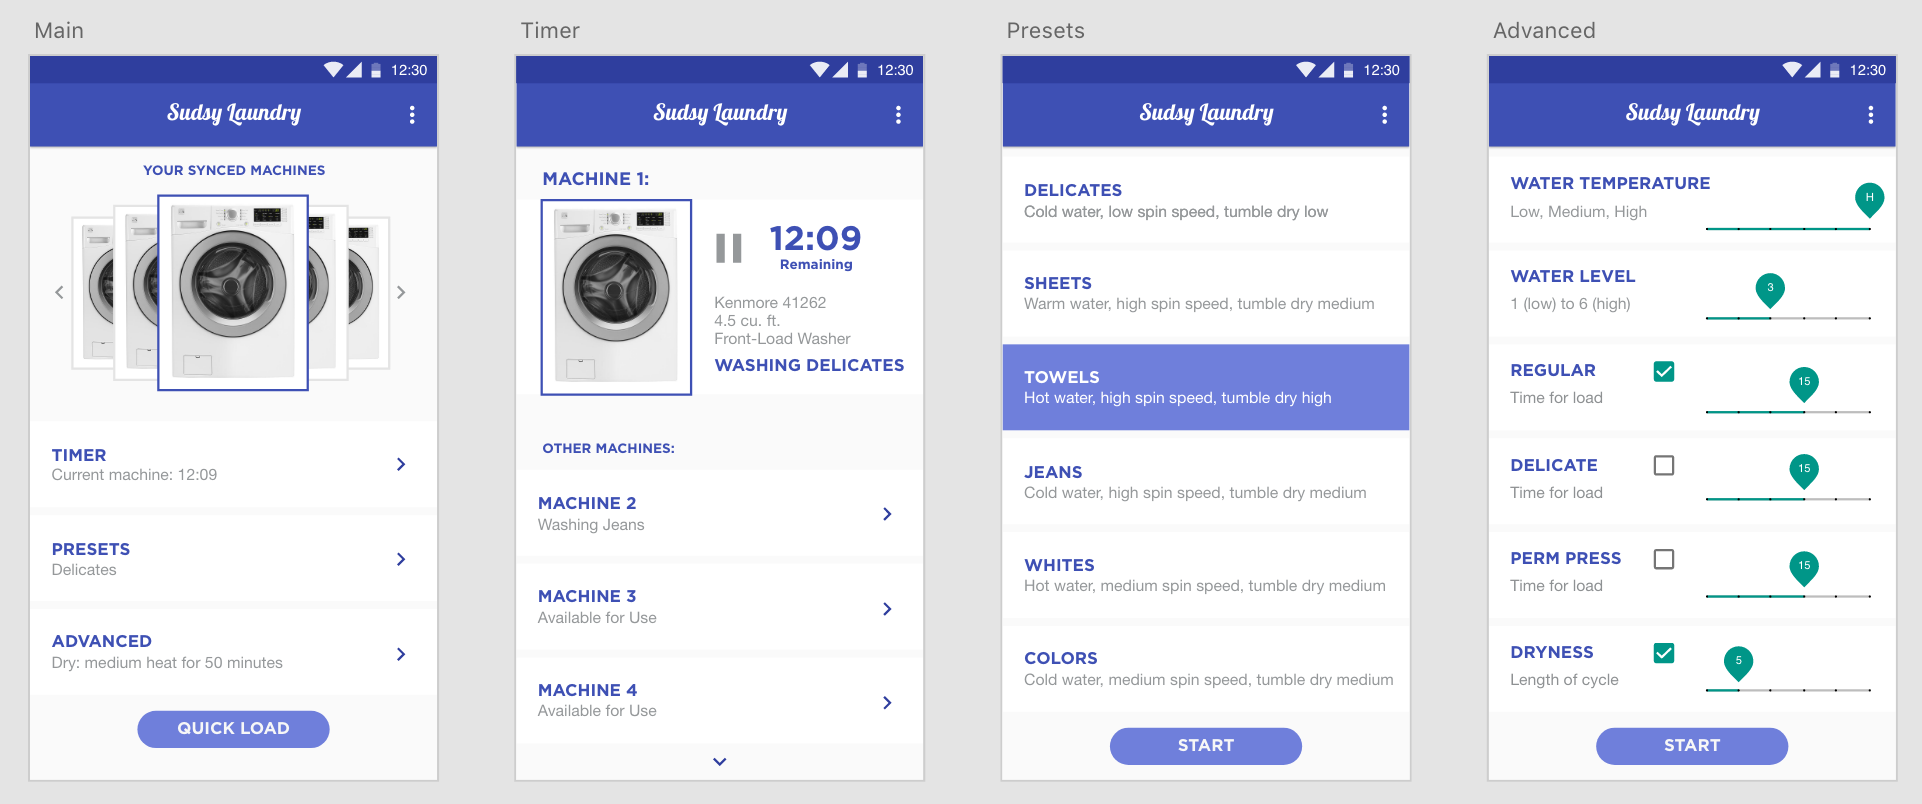 Main
12:30
Sudsy Laundry
YOUR SYNCED MACHINES
TIMER
Current machine: 12:09
PRESETS
Delicates
ADVANCED
Dry: medium heat for 50 minutes
QUICK LOAD
Timer
12:30
Sudsy Laundry
MACHINE 1:
12:09
Remaining
Kenmore 41262
4.5 cu. ft.
Front-Load Washer
WASHING DELICATES
OTHER MACHINES:
MACHINE 2
Washing Jeans
MACHINE 3
Available for Use
MACHINE 4
Available for Use
Presets
12:30
Sudsy Laundry
DELICATES
Cold water, low spin speed, tumble dry low
SHEETS
Warm water, high spin speed, tumble dry medium
TOWELS
Hot water, high spin speed, tumble dry high
JEANS
Cold water, high spin speed, tumble dry medium
WHITES
Hot water, medium spin speed, tumble dry medium
COLORS
Cold water, medium spin speed, tumble dry medium
START
Advanced
12:30
Sudsy Laundry
WATER TEMPERATURE
Low, Medium, High
H
WATER LEVEL
1 (low) to 6 (high)
3
REGULAR
Time for load
15
DELICATE
Time for load
15
PERM PRESS
Time for load
15
DRYNESS
Length of cycle
5
START